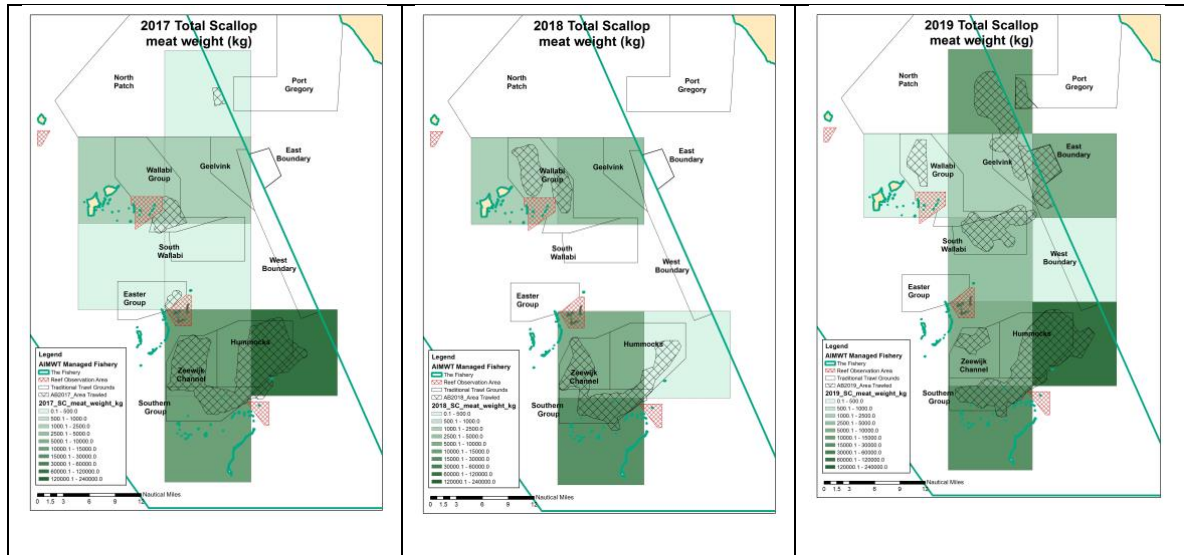 2017 Total Scallop
meat weight (kg)
North
Patch
Port
Gregory
East
Boundary
Geelvink
Wallabi
Group
South
Wallabi
West
Boundary
Easter
Group
Hummocks
Zeewijk
Channel
Southern
Group
Legend
AIMWT Managed Fishery
The Fishery
Reef Observation Area
Traditional Trawl Grounds
AB2017_Area Trawled
2017_SC_meat_weight_kg
0.1 - 500.0
500.1 - 1000.0
1000.1 - 2500.0
2500.1 - 5000.0
5000.1 - 10000.0
10000.1 - 15000.0
15000.1 - 30000.0
30000.1 - 60000.0
60000.1 - 120000.0
120000.1 - 240000.0
Nautical Miles
0 1.5 3 6 9 12
2018 Total Scallop
meat weight (kg)
North
Patch
Port
Gregory
East
Boundary
Geelvink
Wallabi
Group
South
Wallabi
West
Boundary
Easter
Group
Hummocks
Zeewijk
Channel
Southern
Group
Legend
AIMWT Managed Fishery
The Fishery
Reef Observation Area
Traditional Trawl Grounds
AB2018_Area Trawled
2018_SC_meat_weight_kg
0.1 - 500.0
500.1 - 1000.0
1000.1 - 2500.0
2500.1 - 5000.0
5000.1 - 10000.0
10000.1 - 15000.0
15000.1 - 30000.0
30000.1 - 60000.0
60000.1 - 120000.0
120000.1 - 240000.0
Nautical Miles
0 1.5 3 6 9 12
2019 Total Scallop
meat weight (kg)
North
Patch
Port
Gregory
East
Boundary
Geelvink
Wallabi
Group
South
Wallabi
West
Boundary
Easter
Group
Hummocks
Zeewijk
Channel
Southern
Group
Legend
AIMWT Managed Fishery
The Fishery
Reef Observation Area
Traditional Trawl Grounds
2019_SC_meat_weight_kg
0.1 - 500.0
500.1 - 1000.0
1000.1 - 2500.0
2500.1 - 5000.0
5000.1 - 10000.0
10000.1 - 15000.0
15000.1 - 30000.0
30000.1 - 60000.0
60000.1 - 120000.0
120000.1 - 240000.0
Nautical Miles
0 1.5 3 6 9 12